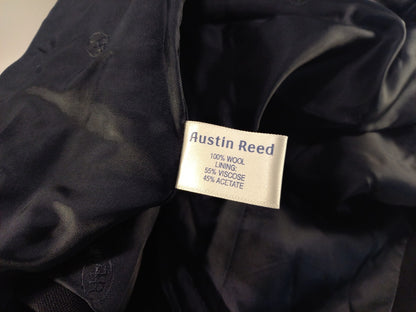 Austin Reed
100% WOOL
LINING:
55% VISCOSE
45% ACETATE